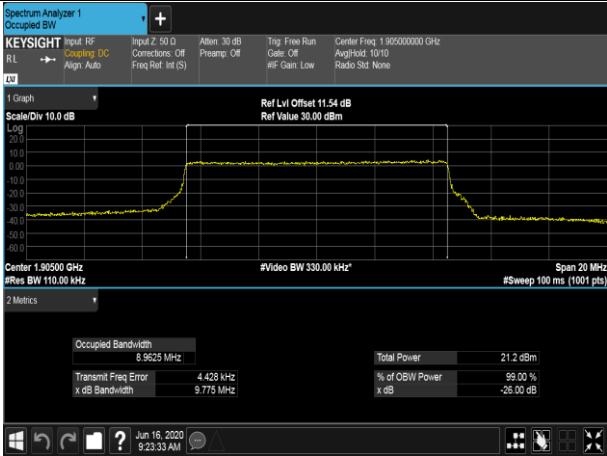 Spectrum Analyzer 1
Occupied BW
KEYSIGHT Input: RF Input Z: 50 Ω Atten: 30 dB Trig: Free Run Center Freq: 1.905000000 GHz
RL Coupling: DC Corrections: Off Preamp: Off Gate: Off Avg|Hold: 10/10
Align: Auto Freq Ref: Int (S) #IF Gain: Low Radio Std: None
LXI
1 Graph Ref Lvl Offset 11.54 dB
Scale/Div 10.0 dB Ref Value 30.00 dBm
Log
20.0
10.0
0.00
-10.0
-20.0
-30.0
-40.0
-50.0
-60.0
Center 1.90500 GHz #Video BW 330.00 kHz* Span 20 MHz
#Res BW 110.00 kHz #Sweep 100 ms (1001 pts)
2 Metrics
Occupied Bandwidth
8.9625 MHz Total Power 21.2 dBm
Transmit Freq Error 4.428 kHz % of OBW Power 99.00 %
x dB Bandwidth 9.775 MHz x dB -26.00 dB
Jun 16, 2020
9:23:33 AM